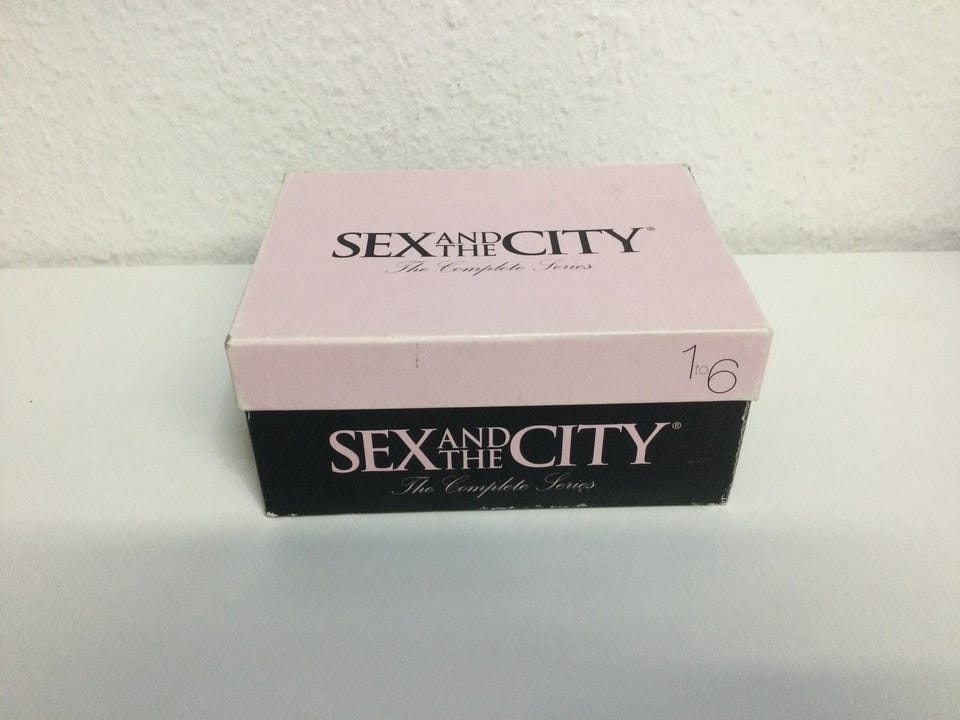 SEX AND THE CITY®
The Complete Series
1 to 6
SEX AND THE CITY®
The Complete Series